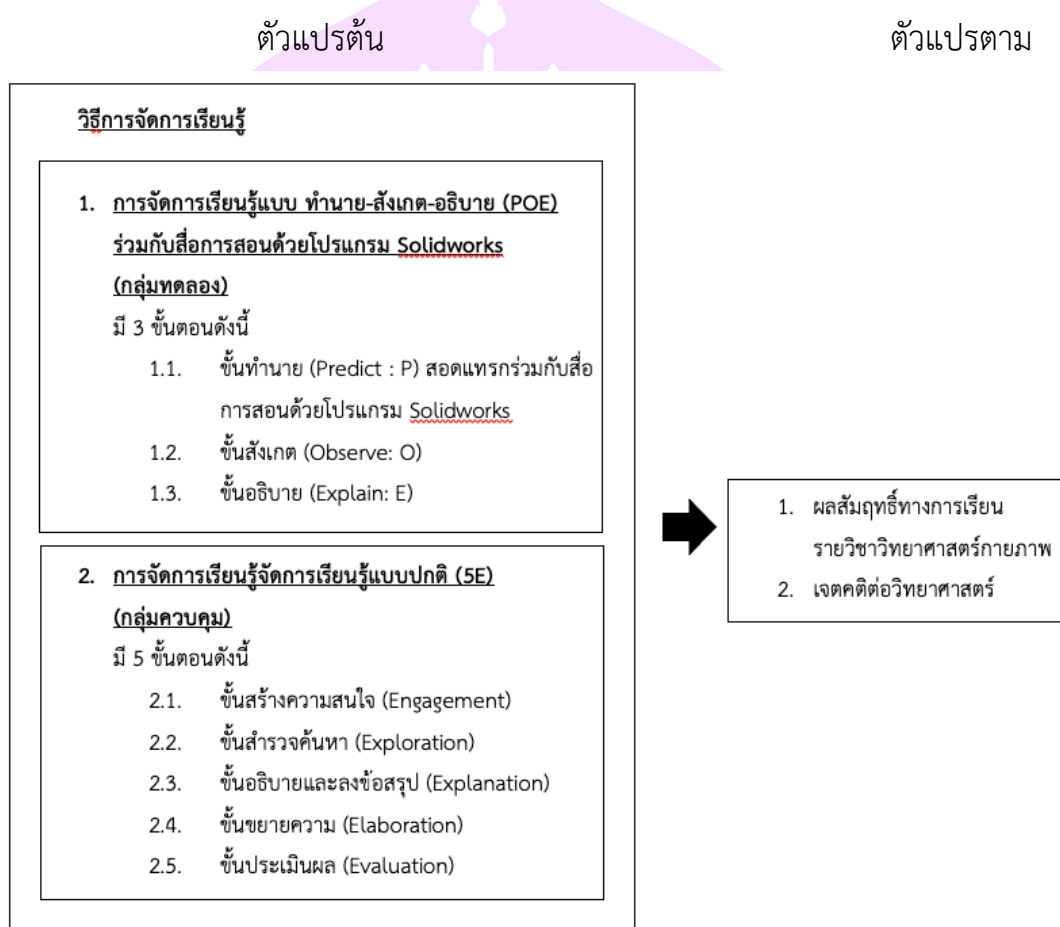 ตัวแปรต้น
ตัวแปรตาม
วิธีการจัดการเรียนรู้
1. การจัดการเรียนรู้แบบ ทำนาย-สังเกต-อธิบาย (POE)
ร่วมกับสื่อการสอนด้วยโปรแกรม Solidworks
(กลุ่มทดลอง)
มี 3 ขั้นตอนดังนี้
1.1. ขั้นทำนาย (Predict : P) สอดแทรกร่วมกับสื่อ
การสอนด้วยโปรแกรม Solidworks
1.2. ขั้นสังเกต (Observe: O)
1.3. ขั้นอธิบาย (Explain: E)
2. การจัดการเรียนรู้จัดการเรียนรู้แบบปกติ (5E)
(กลุ่มควบคุม)
มี 5 ขั้นตอนดังนี้
2.1. ขั้นสร้างความสนใจ (Engagement)
2.2. ขั้นสำรวจค้นหา (Exploration)
2.3. ขั้นอธิบายและลงข้อสรุป (Explanation)
2.4. ขั้นขยายความ (Elaboration)
2.5. ขั้นประเมินผล (Evaluation)
1. ผลสัมฤทธิ์ทางการเรียน
รายวิชาวิทยาศาสตร์กายภาพ
2. เจตคติต่อวิทยาศาสตร์